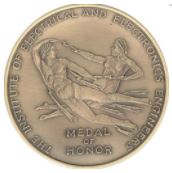 THE INSTITUTE OF ELECTRICAL AND ELECTRONICS ENGINEERS
MEDAL
OF
HONOR